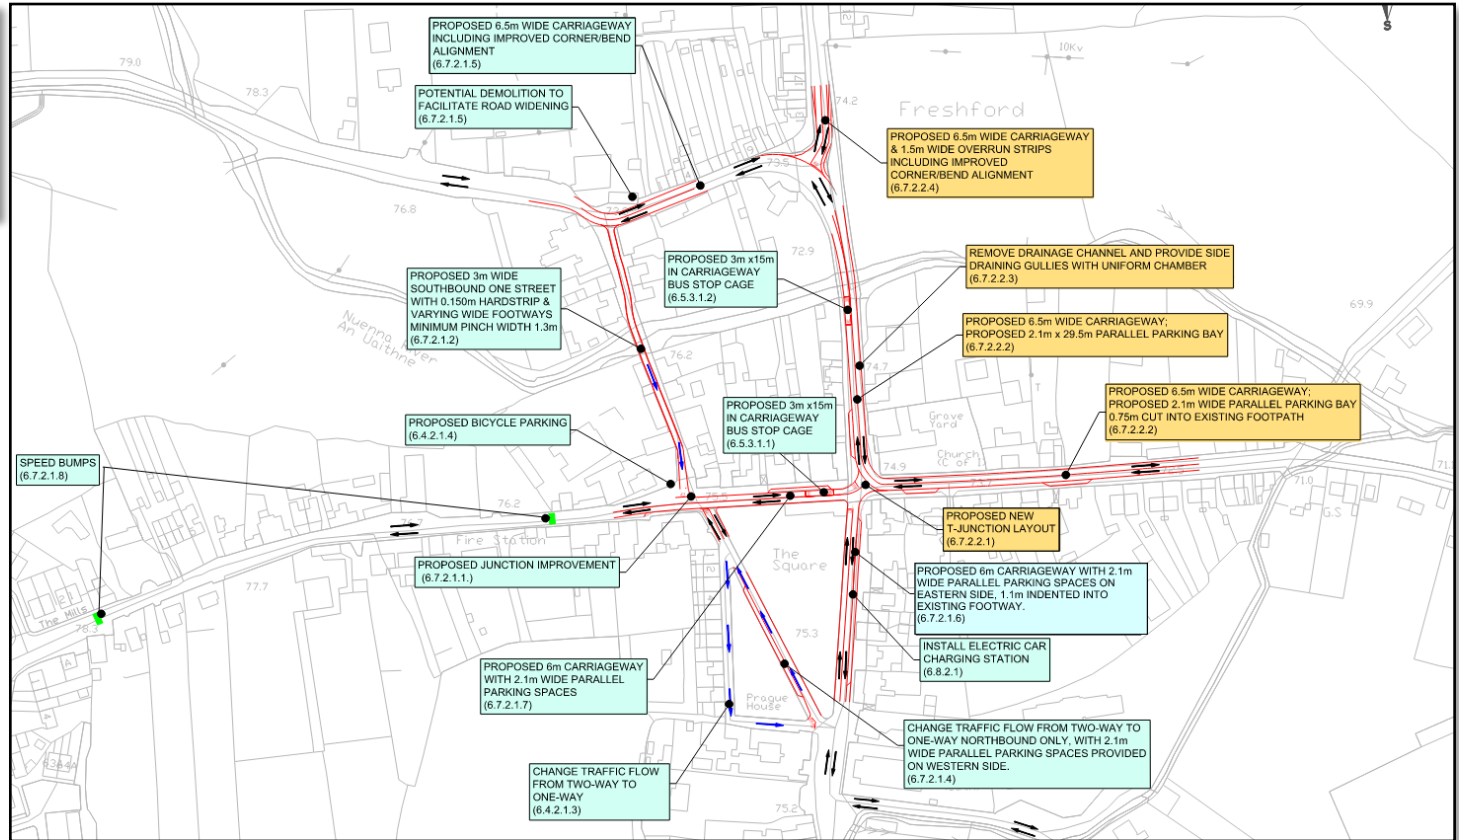 S
PROPOSED 6.5m WIDE CARRIAGEWAY
INCLUDING IMPROVED CORNER/BEND
ALIGNMENT
(6.7.2.1.5)
10Kv
79.0
78.3
POTENTIAL DEMOLITION TO
FACILITATE ROAD WIDENING
(6.7.2.1.5)
74.2
Freshford
PROPOSED 6.5m WIDE CARRIAGEWAY
& 1.5m WIDE OVERRUN STRIPS
INCLUDING IMPROVED
CORNER/BEND ALIGNMENT
(6.7.2.2.4)
73.5
76.8
72.9
PROPOSED 3m x15m
IN CARRIAGEWAY
BUS STOP CAGE
(6.5.3.1.2)
REMOVE DRAINAGE CHANNEL AND PROVIDE SIDE
DRAINING GULLIES WITH UNIFORM CHAMBER
(6.7.2.2.3)
PROPOSED 3m WIDE
SOUTHBOUND ONE STREET
WITH 0.150m HARDSTRIP &
VARYING WIDE FOOTWAYS
MINIMUM PINCH WIDTH 1.3m
(6.7.2.1.2)
69.9
Nuenna River
An Uaithne
PROPOSED 6.5m WIDE CARRIAGEWAY;
PROPOSED 2.1m x 29.5m PARALLEL PARKING BAY
(6.7.2.2.2)
76.2
74.7
T
PROPOSED 6.5m WIDE CARRIAGEWAY;
PROPOSED 2.1m WIDE PARALLEL PARKING BAY
0.75m CUT INTO EXISTING FOOTPATH
(6.7.2.2.2)
PROPOSED 3m x15m
IN CARRIAGEWAY
BUS STOP CAGE
(6.5.3.1.1)
Grave
Yard
PROPOSED BICYCLE PARKING
(6.4.2.1.4)
Church
(C of I)
74.9
SPEED BUMPS
(6.7.2.1.8)
71.0
76.2
G.S
Fire Station
PROPOSED NEW
T-JUNCTION LAYOUT
(6.7.2.2.1)
The
Square
PROPOSED JUNCTION IMPROVEMENT
(6.7.2.1.1.)
77.7
PROPOSED 6m CARRIAGEWAY WITH 2.1m
WIDE PARALLEL PARKING SPACES ON
EASTERN SIDE, 1.1m INDENTED INTO
EXISTING FOOTWAY.
(6.7.2.1.6)
The Mills
78.3
75.3
INSTALL ELECTRIC CAR
CHARGING STATION
(6.8.2.1)
PROPOSED 6m CARRIAGEWAY
WITH 2.1m WIDE PARALLEL
PARKING SPACES
(6.7.2.1.7)
Prague
House
CHANGE TRAFFIC FLOW FROM TWO-WAY TO
ONE-WAY NORTHBOUND ONLY, WITH 2.1m
WIDE PARALLEL PARKING SPACES PROVIDED
ON WESTERN SIDE.
(6.7.2.1.4)
CHANGE TRAFFIC FLOW
FROM TWO-WAY TO
ONE-WAY
(6.4.2.1.3)
75.2